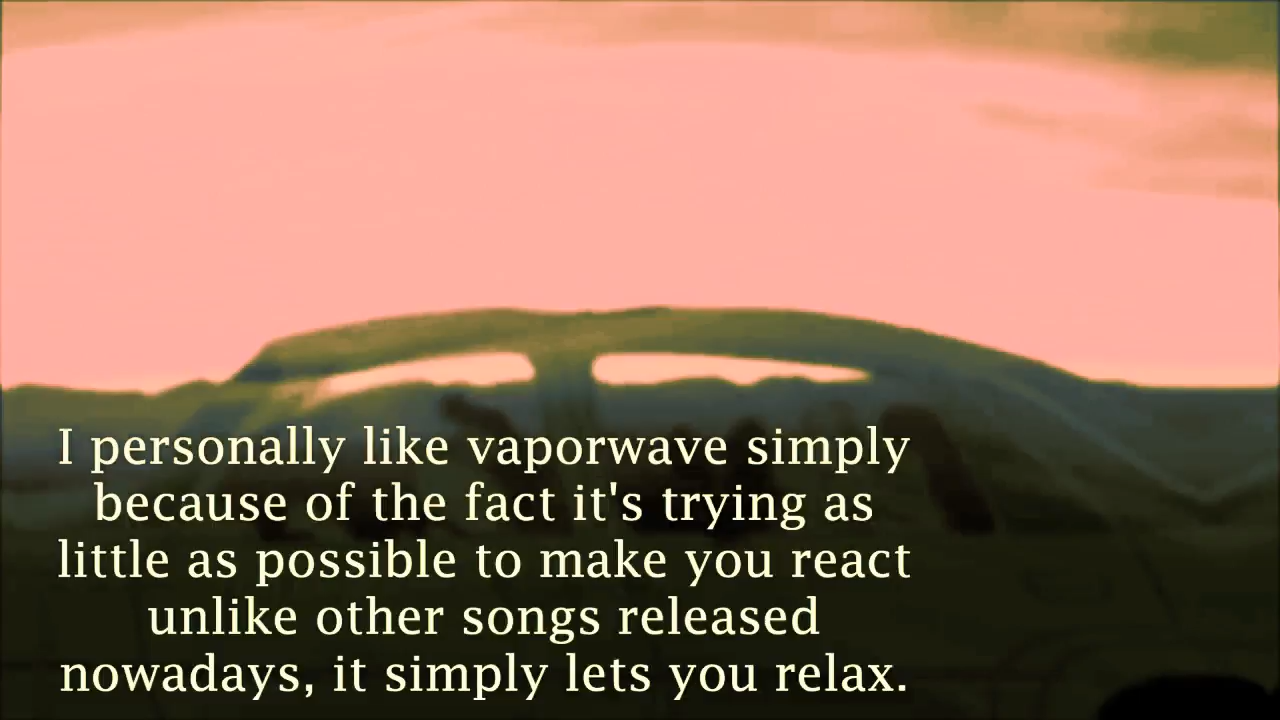 I personally like vaporwave simply
because of the fact it's trying as
little as possible to make you react
unlike other songs released
nowadays, it simply lets you relax.